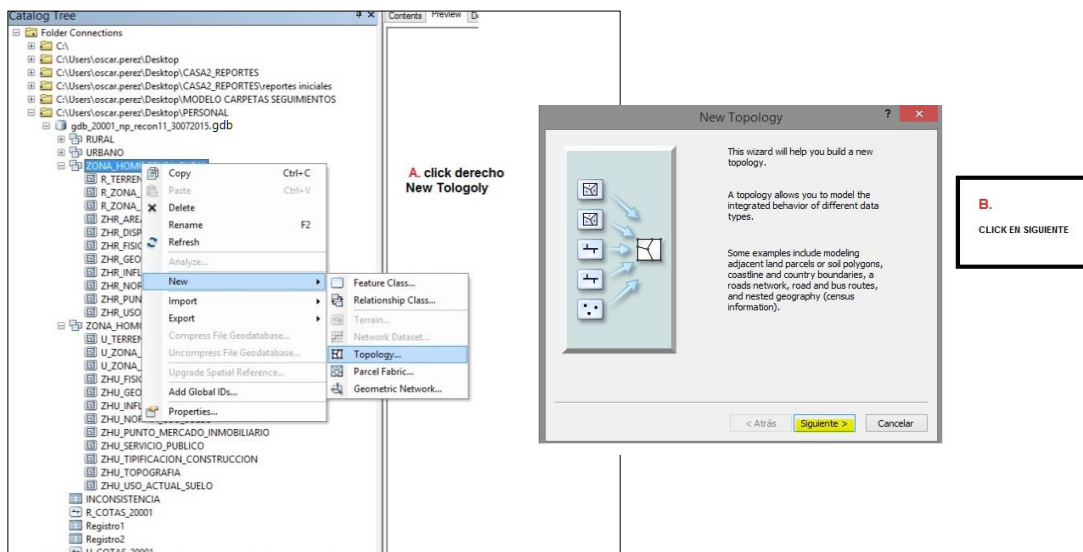 Catalog Tree
Folder Connections
C:\
C:\Users\oscar.perez\Desktop
C:\Users\oscar.perez\Desktop\CASA2_REPORTES
C:\Users\oscar.perez\Desktop\CASA2_REPORTES\reportes iniciales
C:\Users\oscar.perez\Desktop\MODELO CARPETAS SEGUIMIENTOS
C:\Users\oscar.perez\Desktop\PERSONAL
gdb_20001_np_recon11_30072015.gdb
RURAL
URBANO
R_TERREN
R_ZONA_
R_ZONA_
ZHR_AREA
ZHR_DISP
ZHR_FISIC
ZHR_GEO
ZHR_INFL
ZHR_NOR
ZHR_PUN
ZHR_USO
ZONA_HOMO
U_TERREN
U_ZONA_
U_ZONA_
ZHU_FISIC
ZHU_GEO
ZHU_INFL
ZHU_PUNTO_MERCADO_INMOBILIARIO
ZHU_SERVICIO_PUBLICO
ZHU_TIPIFICACION_CONSTRUCCION
ZHU_TOPOGRAFIA
ZHU_USO_ACTUAL_SUELO
INCONSISTENCIA
R_COTAS_20001
Registro1
Registro2
U_COTAS_20001
Copy Ctrl+C
Paste Ctrl+V
Delete
Rename F2
Refresh
Analyze...
New
Import
Export
Compress File Geodatabase...
Uncompress File Geodatabase...
Upgrade Spatial Reference...
Add Global IDs...
Properties...
Feature Class...
Relationship Class...
Terrain...
Network Dataset...
Topology...
Parcel Fabric...
Geometric Network...
Contents Preview
A. click derecho
New Tologoly
New Topology
? ×
This wizard will help you build a new
topology.
A topology allows you to model the
integrated behavior of different data
types.
Some examples include modeling
adjacent land parcels or soil polygons,
coastline and country boundaries, a
roads network, road and bus routes,
and nested geography (census
information).
< Atrás Siguiente > Cancelar
B.
CLICK EN SIGUIENTE